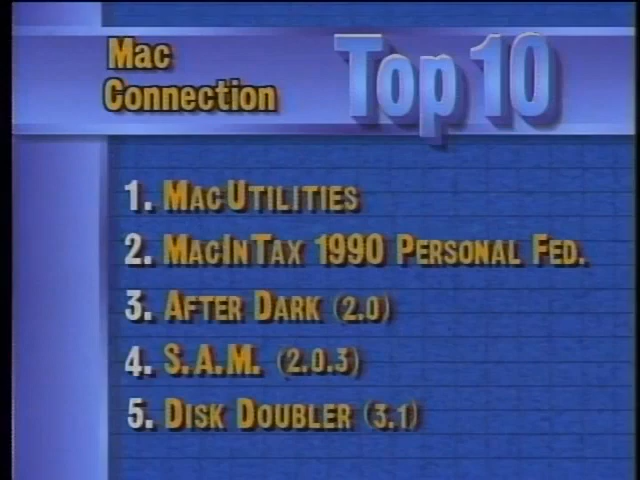 Mac
Connection
Top 10
1. MacUtilities
2. MacInTax 1990 Personal Fed.
3. After Dark (2.0)
4. S.A.M. (2.0.3)
5. Disk Doubler (3.1)